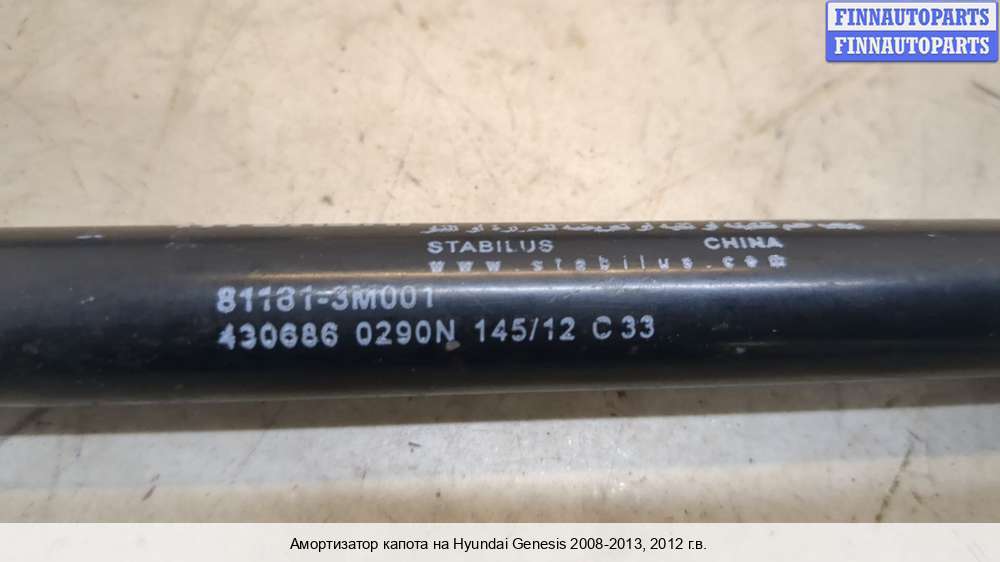 FINNAUTOPARTS
FINNAUTOPARTS
STABILUS CHINA
www.stabilus.com
81161-3M001
430686 0290N 145/12 C 33
Амортизатор капота на Hyundai Genesis 2008-2013, 2012 г.в.